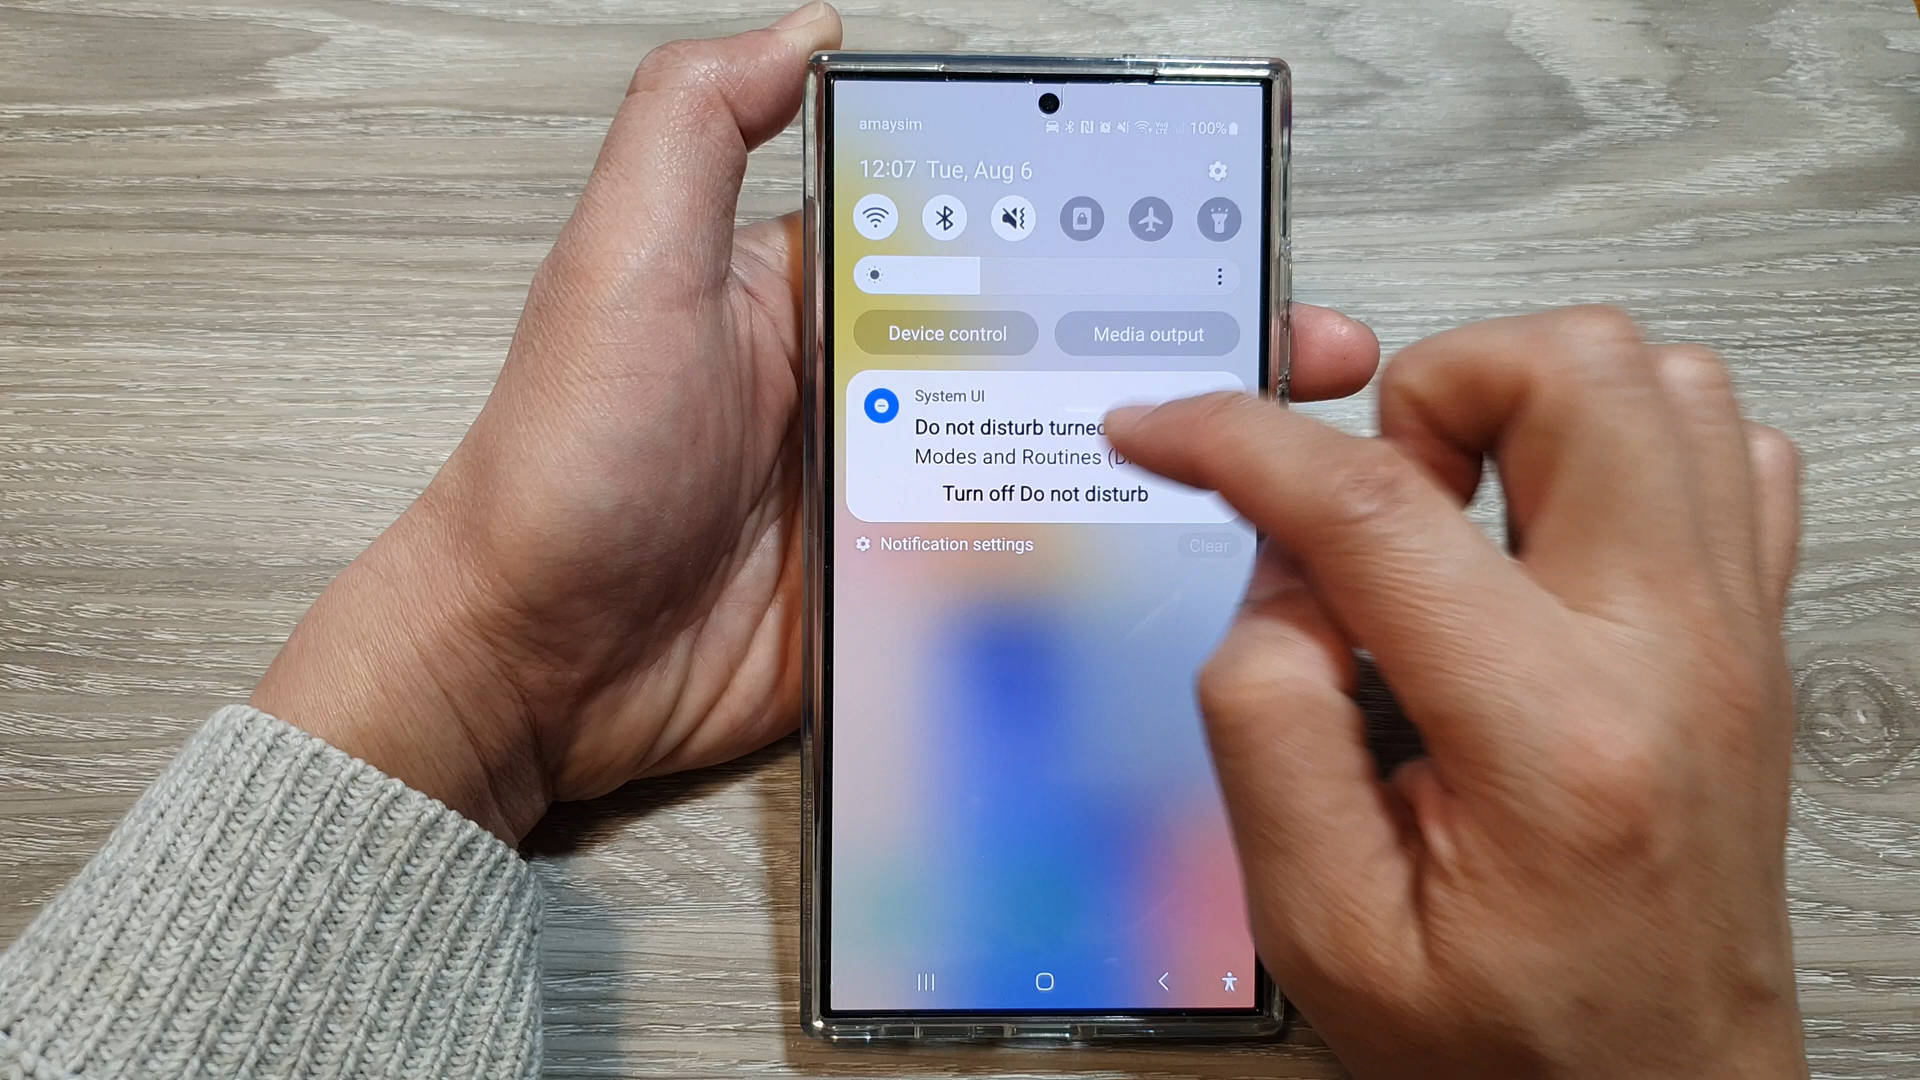 amaysim
100%
12:07 Tue, Aug 6
Device control
Media output
System UI
Do not disturb turned
Modes and Routines
Turn off Do not disturb
Notification settings
Clear